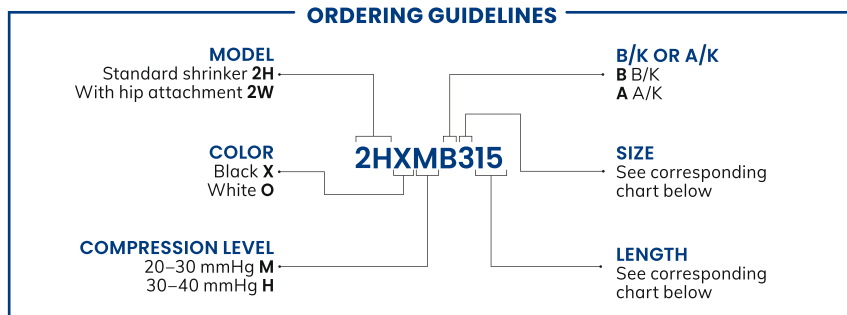 ORDERING GUIDELINES
MODEL
Standard shrinker 2H
With hip attachment 2W
B/K OR A/K
B B/K
A A/K
2HXMB315
COLOR
Black X
White O
SIZE
See corresponding
chart below
COMPRESSION LEVEL
20–30 mmHg M
30–40 mmHg H
LENGTH
See corresponding
chart below